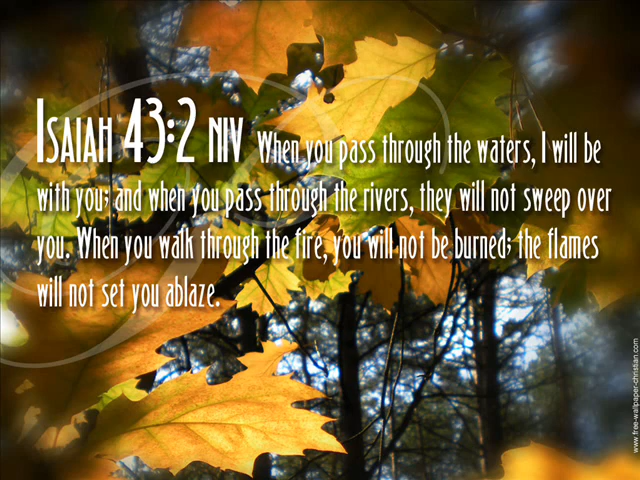 Isaiah 43:2 NIV When you pass through the waters, I will be
with you; and when you pass through the rivers, they will not sweep over
you. When you walk through the fire, you will not be burned; the flames
will not set you ablaze.
www.free-wallpaper-christian.com